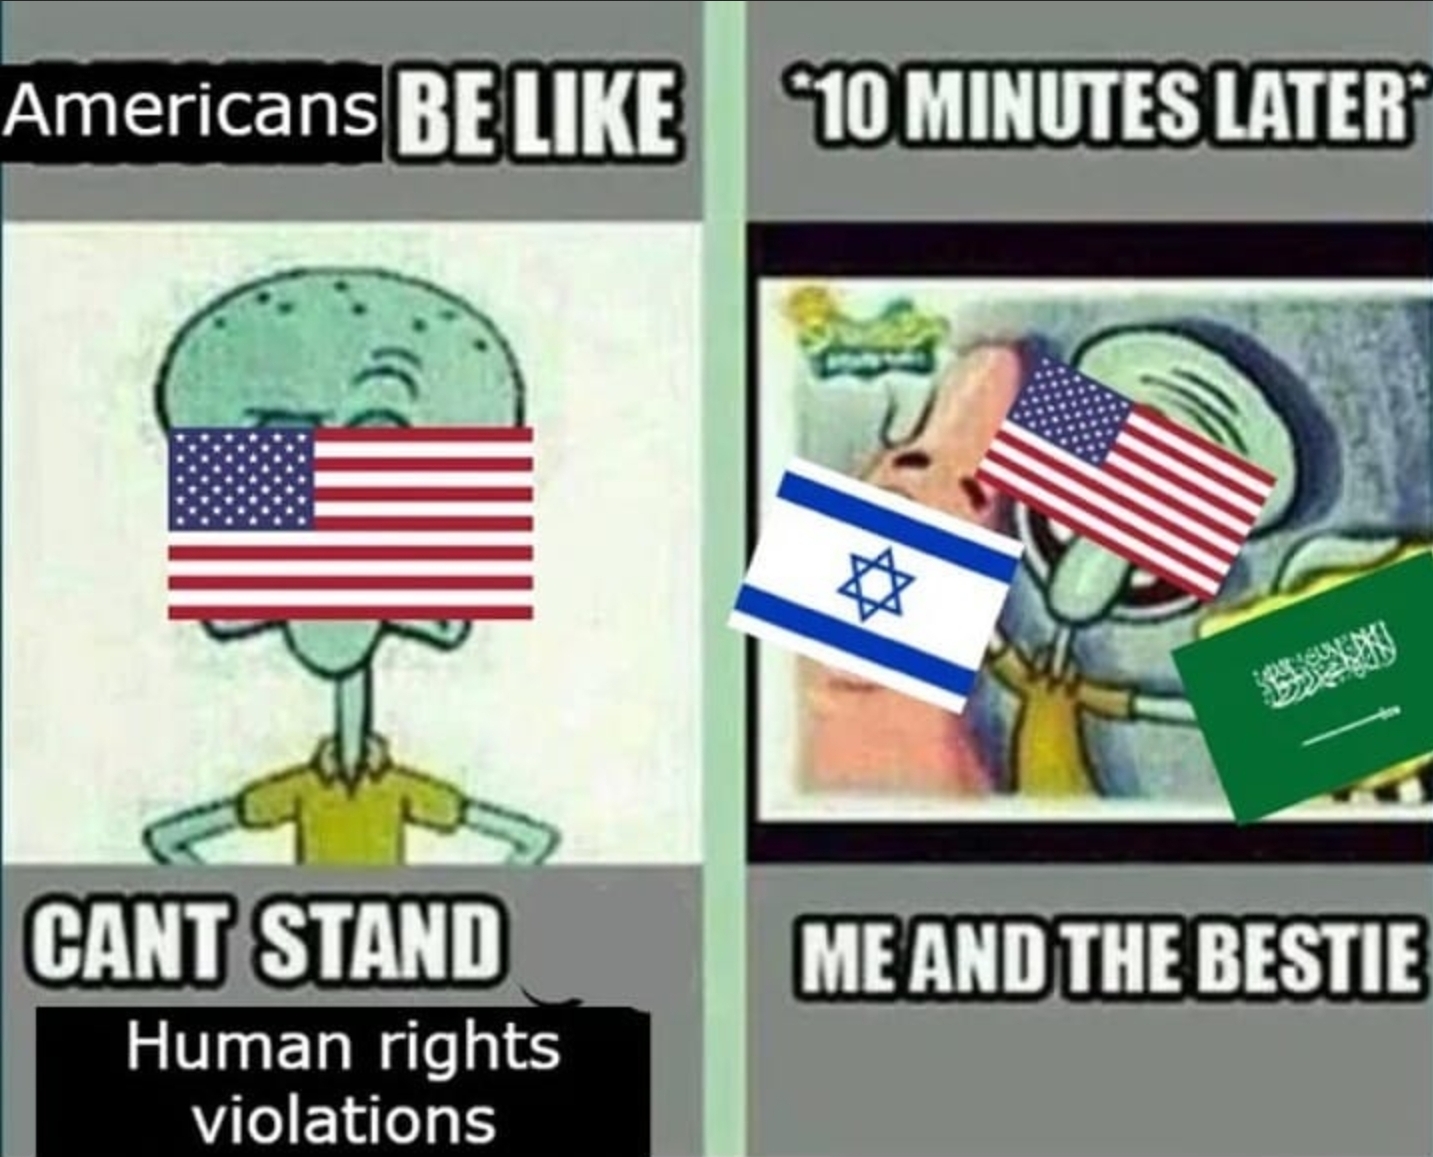 Americans BE LIKE
CANT STAND
Human rights
violations
*10 MINUTES LATER*
ME AND THE BESTIE